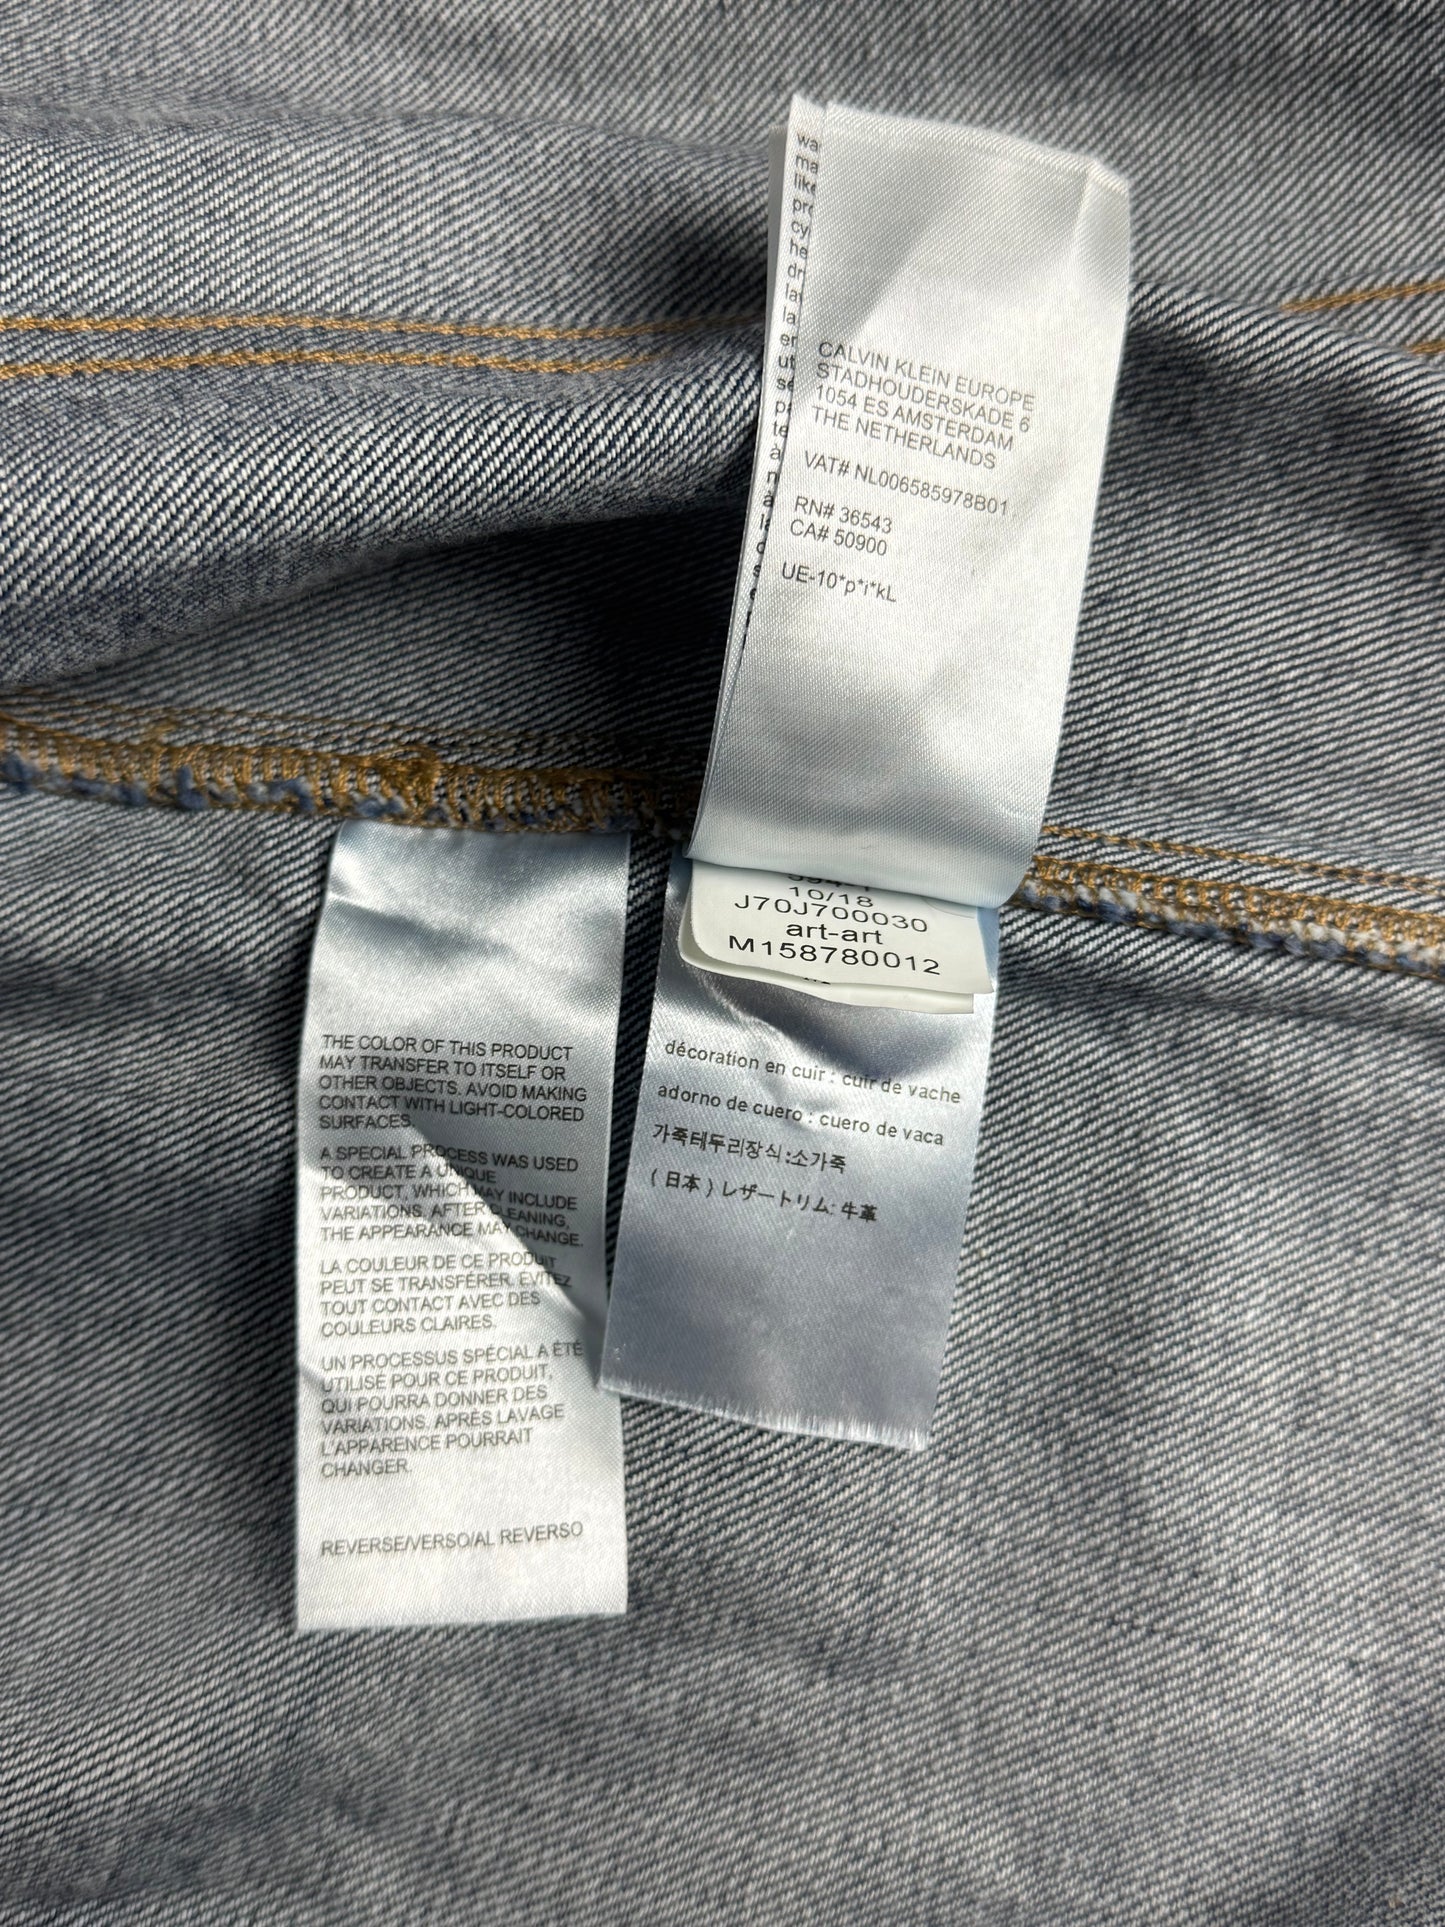 CALVIN KLEIN EUROPE
STADHOUDERSKADE 6
1054 ES AMSTERDAM
THE NETHERLANDS
VAT# NL006585978B01
RN# 36543
CA# 50900
UE-10*p*i*kL
10/18
J70J700030
art-art
M158780012
décoration en cuir : cuir de vache
adorno de cuero : cuero de vaca
가죽테두리장식:소가죽
(日本) レザートリム: 牛革
THE COLOR OF THIS PRODUCT
MAY TRANSFER TO ITSELF OR
OTHER OBJECTS. AVOID MAKING
CONTACT WITH LIGHT-COLORED
SURFACES.
A SPECIAL PROCESS WAS USED
TO CREATE A UNIQUE
PRODUCT, WHICH MAY INCLUDE
VARIATIONS. AFTER CLEANING,
THE APPEARANCE MAY CHANGE.
LA COULEUR DE CE PRODUIT
PEUT SE TRANSFÉRER. ÉVITEZ
TOUT CONTACT AVEC DES
COULEURS CLAIRES.
UN PROCESSUS SPÉCIAL A ÉTÉ
UTILISÉ POUR CE PRODUIT,
QUI POURRA DONNER DES
VARIATIONS. APRÈS LAVAGE
L'APPARENCE POURRAIT
CHANGER.
REVERSE/VERSO/AL REVERSO